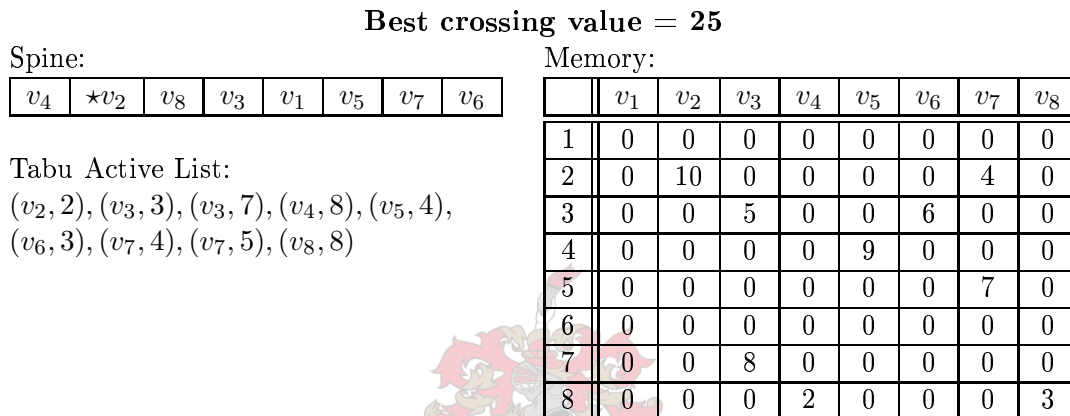 Best crossing value = 25
Spine:
v4 ⋆v2 v8 v3 v1 v5 v7 v6
Tabu Active List:
(v2, 2), (v3, 3), (v3, 7), (v4, 8), (v5, 4),
(v6, 3), (v7, 4), (v7, 5), (v8, 8)
Memory:
v1 v2 v3 v4 v5 v6 v7 v8
1 0 0 0 0 0 0 0 0
2 0 10 0 0 0 0 4 0
3 0 0 5 0 0 6 0 0
4 0 0 0 0 9 0 0 0
5 0 0 0 0 0 0 7 0
6 0 0 0 0 0 0 0 0
7 0 0 8 0 0 0 0 0
8 0 0 0 2 0 0 0 3